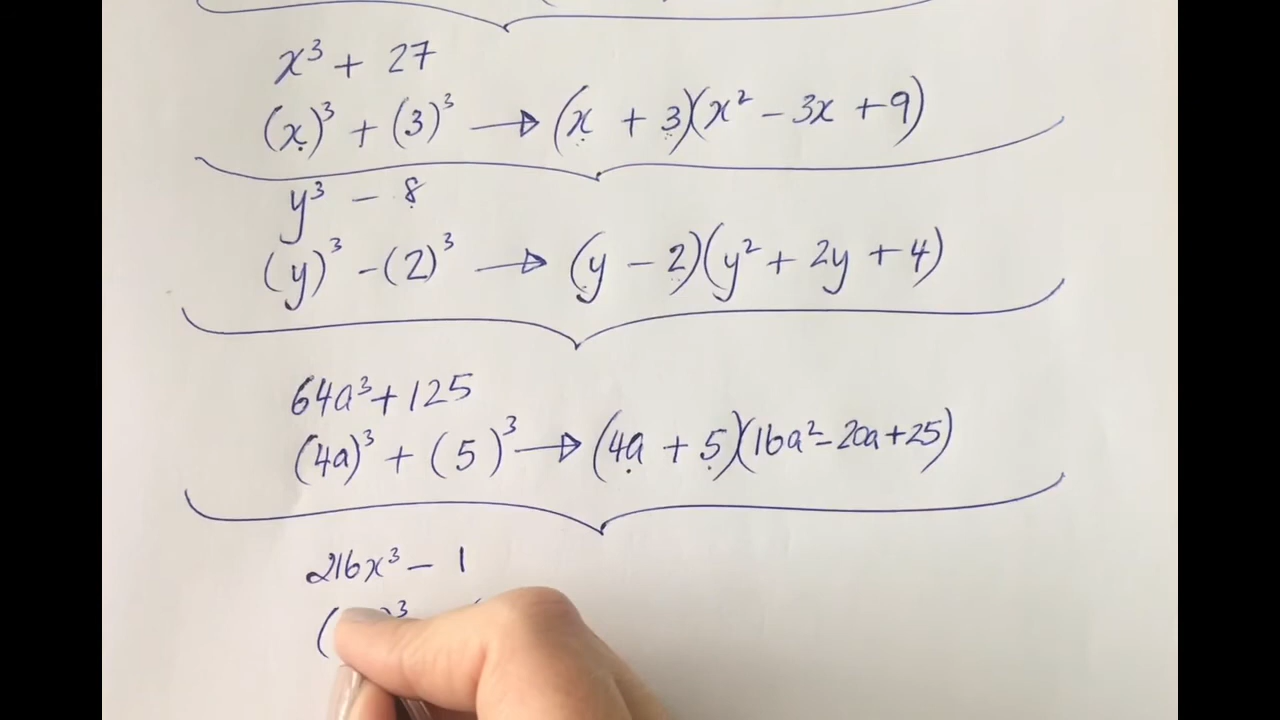 x³ + 27
(x)³ + (3)³ → (x + 3)(x² - 3x + 9)
y³ - 8
(y)³ - (2)³ → (y - 2)(y² + 2y + 4)
64a³ + 125
(4a)³ + (5)³ → (4a + 5)(16a² - 20a + 25)
216x³ - 1
( )³